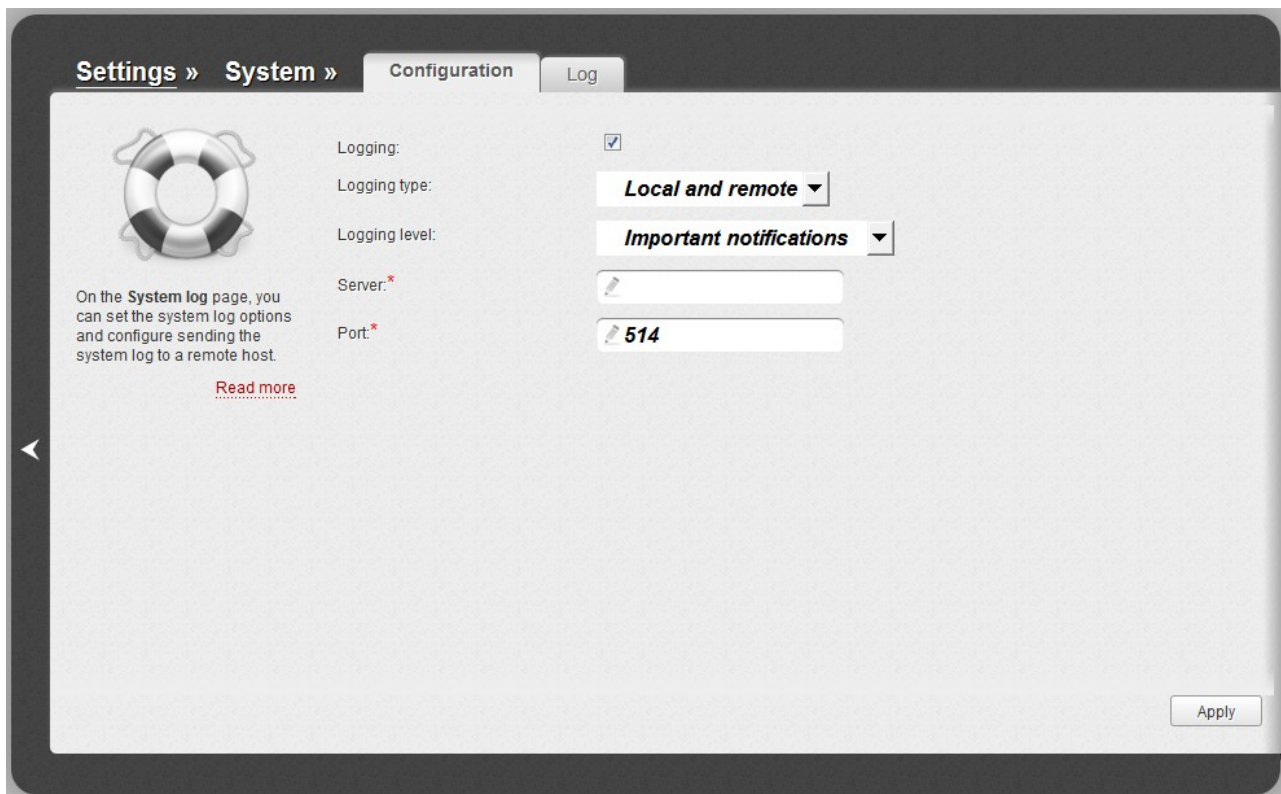 Settings » System » Configuration Log
Logging:
Logging type: Local and remote
Logging level: Important notifications
Server:*
Port:* 514
On the System log page, you
can set the system log options
and configure sending the
system log to a remote host.
Read more
Apply